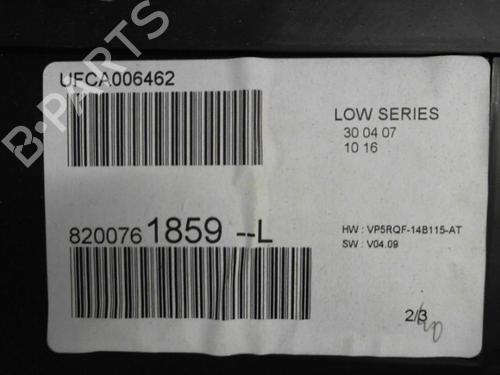 UFCA006462
LOW SERIES
30 04 07
10 16
8200761859 --L
HW : VP5RQF-14B115-AT
SW : V04.09
2/3
B-PARTS